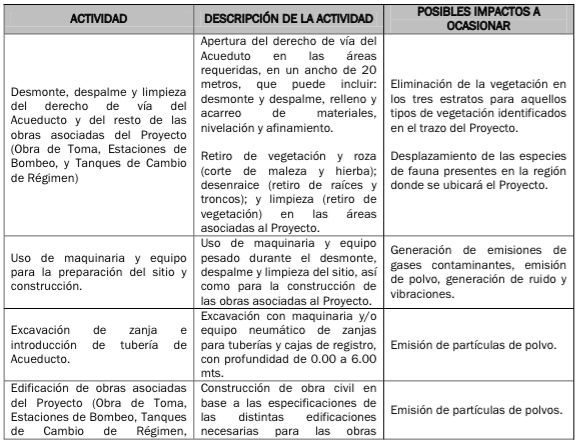 ACTIVIDAD
DESCRIPCIÓN DE LA ACTIVIDAD
POSIBLES IMPACTOS A
OCASIONAR
Desmonte, despalme y limpieza
del derecho de vía del
Acueducto y del resto de las
obras asociadas del Proyecto
(Obra de Toma, Estaciones de
Bombeo, y Tanques de Cambio
de Régimen)
Apertura del derecho de vía del
Acueduto en las áreas
requeridas, en un ancho de 20
metros, que puede incluir:
desmonte y despalme, relleno y
acarreo de materiales,
nivelación y afinamiento.
Retiro de vegetación y roza
(corte de maleza y hierba);
desenraice (retiro de raíces y
troncos); y limpieza (retiro de
vegetación) en las áreas
asociadas al Proyecto.
Eliminación de la vegetación en
los tres estratos para aquellos
tipos de vegetación identificados
en el trazo del Proyecto.
Desplazamiento de las especies
de fauna presentes en la región
donde se ubicará el Proyecto.
Uso de maquinaria y equipo
para la preparación del sitio y
construcción.
Uso de maquinaria y equipo
pesado durante el desmonte,
despalme y limpieza del sitio, así
como para la construcción de
las obras asociadas al Proyecto.
Generación de emisiones de
gases contaminantes, emisión
de polvo, generación de ruido y
vibraciones.
Excavación de zanja e
introducción de tubería de
Acueducto.
Excavación con maquinaria y/o
equipo neumático de zanjas
para tuberías y cajas de registro,
con profundidad de 0.00 a 6.00
mts.
Emisión de partículas de polvo.
Edificación de obras asociadas
del Proyecto (Obra de Toma,
Estaciones de Bombeo, Tanques
de Cambio de Régimen,
Construcción de obra civil en
base a las especificaciones de
las distintas edificaciones
necesarias para las obras
Emisión de partículas de polvos.